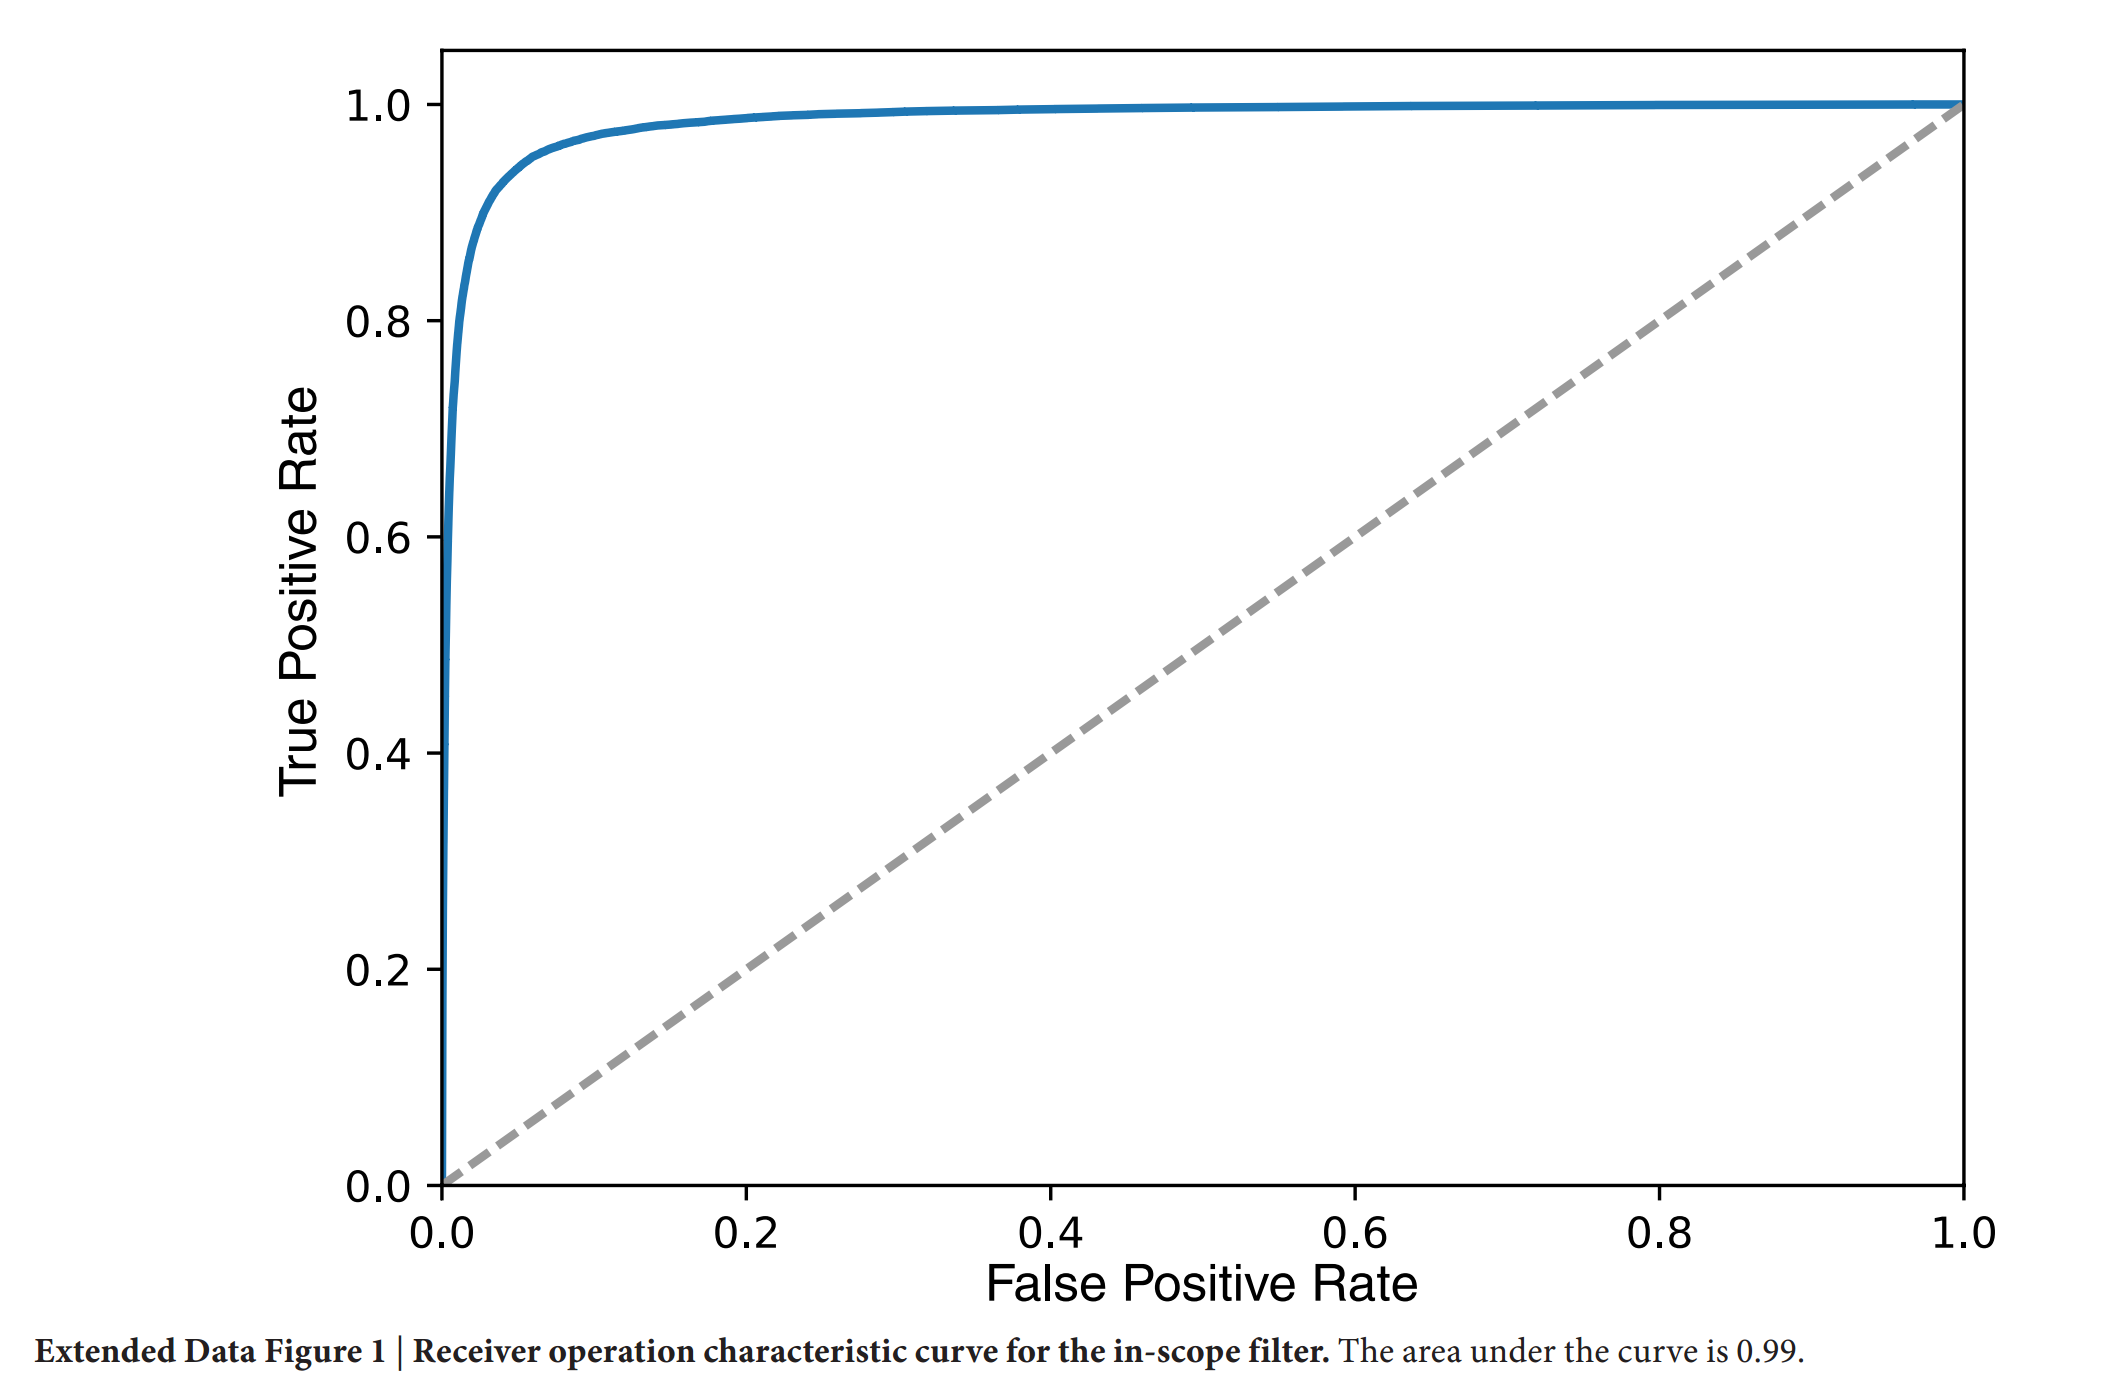 1.0
0.8
0.6
0.4
0.2
0.0
True Positive Rate
0.0 0.2 0.4 0.6 0.8 1.0
False Positive Rate
Extended Data Figure 1 | Receiver operation characteristic curve for the in-scope filter. The area under the curve is 0.99.